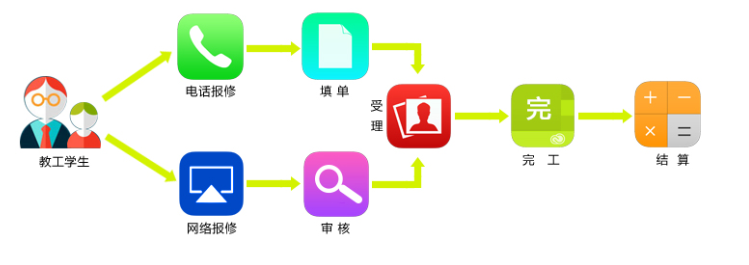 电话报修
填 单
受
理
完
教工学生
完 工
结 算
网络报修
审 核